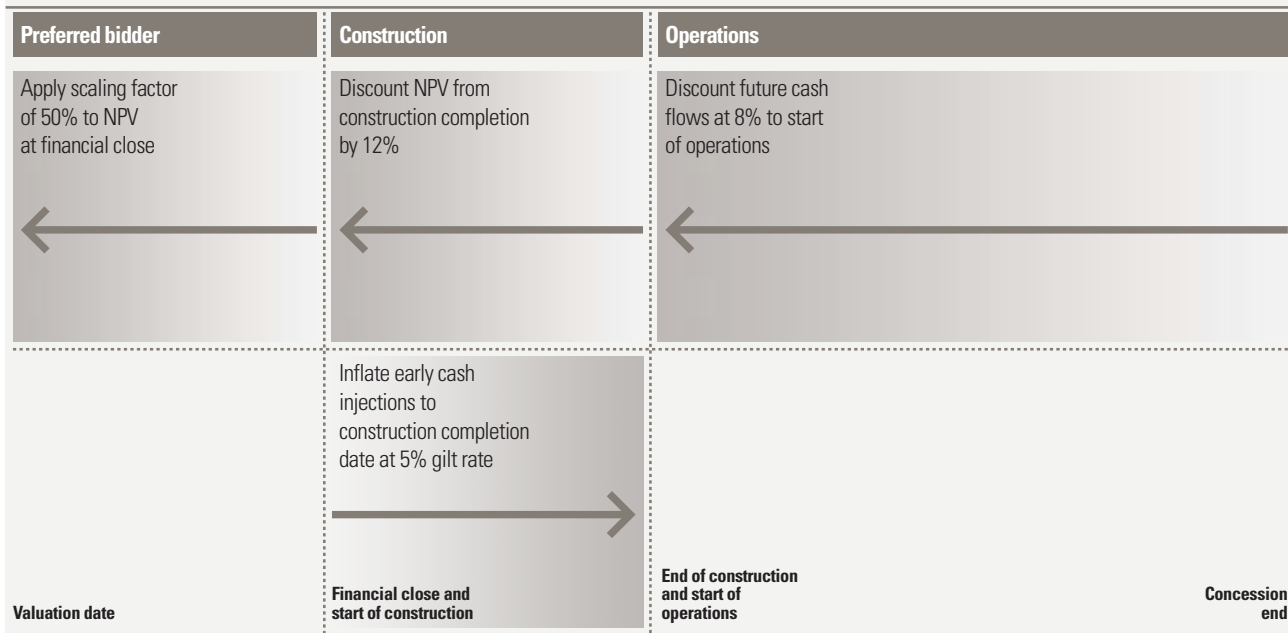 Preferred bidder
Construction
Operations
Apply scaling factor
of 50% to NPV
at financial close
Discount NPV from
construction completion
by 12%
Discount future cash
flows at 8% to start
of operations
Inflate early cash
injections to
construction completion
date at 5% gilt rate
Valuation date
Financial close and
start of construction
End of construction
and start of
operations
Concession
end